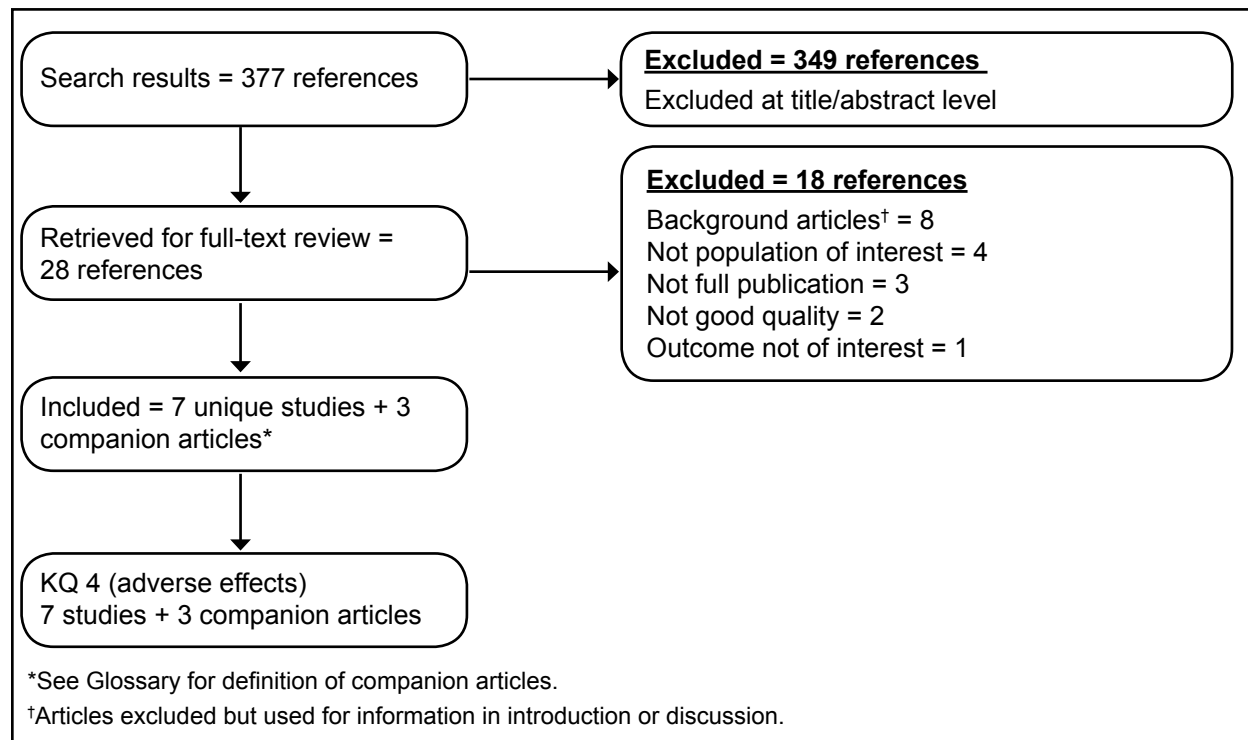 Search results = 377 references
Excluded = 349 references
Excluded at title/abstract level
Retrieved for full-text review =
28 references
Excluded = 18 references
Background articles† = 8
Not population of interest = 4
Not full publication = 3
Not good quality = 2
Outcome not of interest = 1
Included = 7 unique studies + 3
companion articles*
KQ 4 (adverse effects)
7 studies + 3 companion articles
*See Glossary for definition of companion articles.
†Articles excluded but used for information in introduction or discussion.